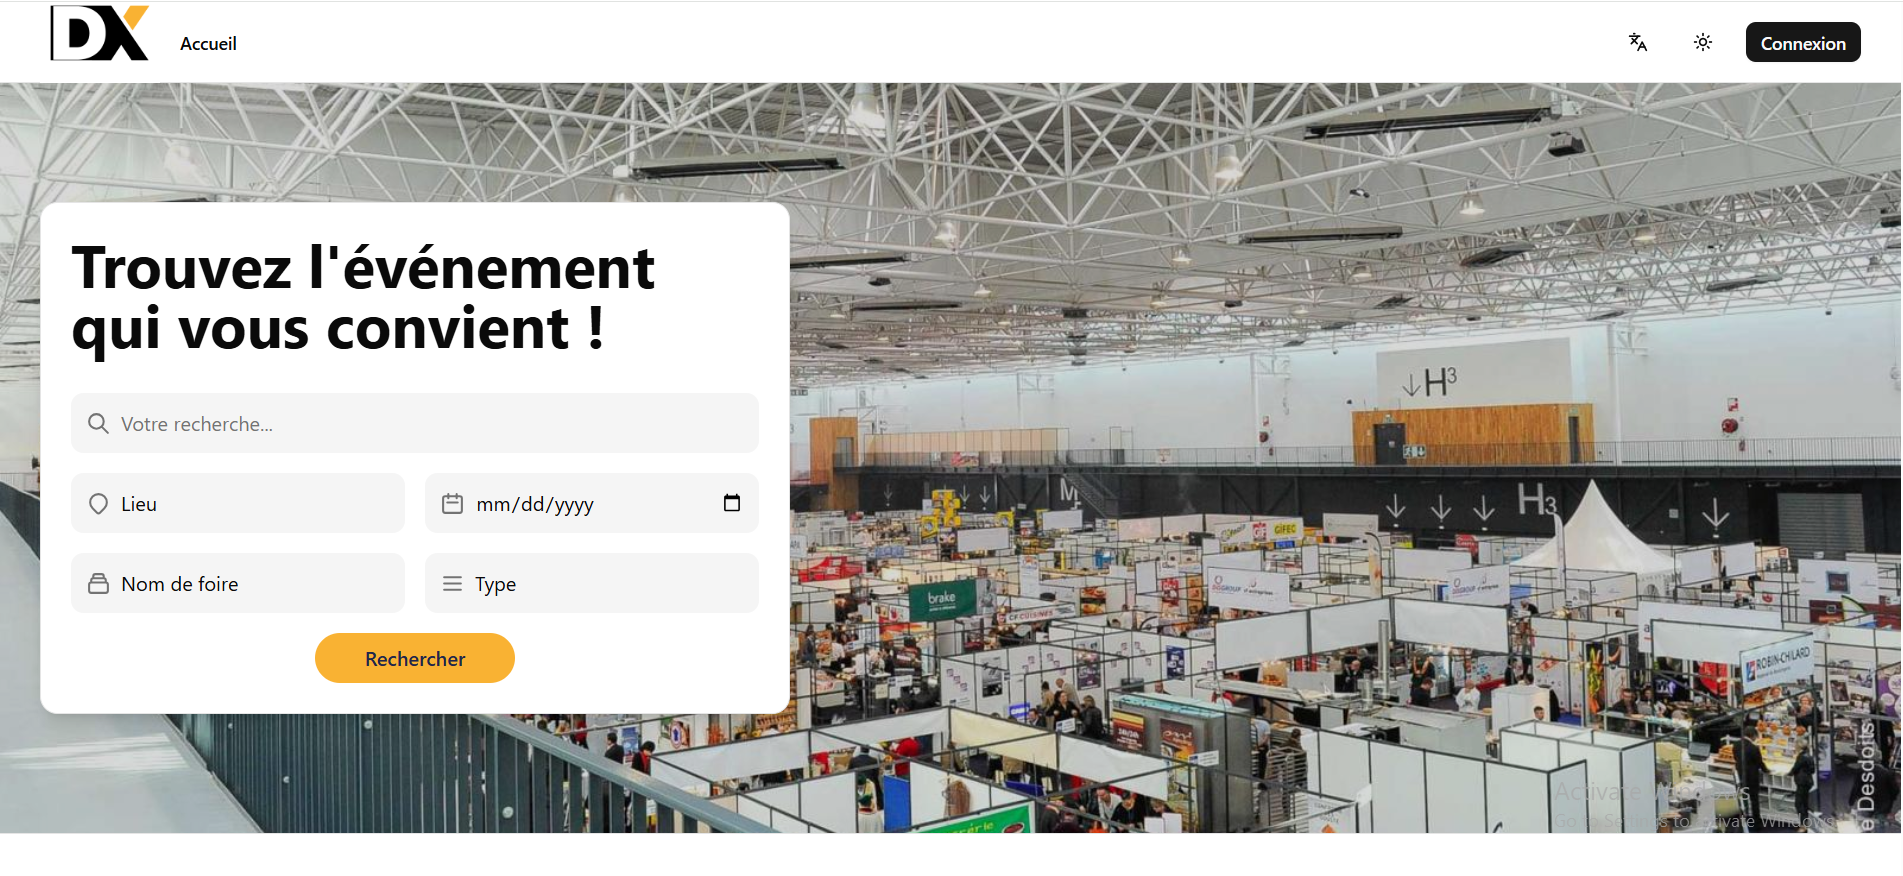 DX
Accueil
Connexion
Trouvez l'événement
qui vous convient !
Votre recherche...
Lieu
mm/dd/yyyy
Nom de foire
Type
Rechercher
H3
H3
brake
GIFEC
ROBIN-CHILARD
Activate Windows
Go to Settings to activate Windows.
e Desdoits